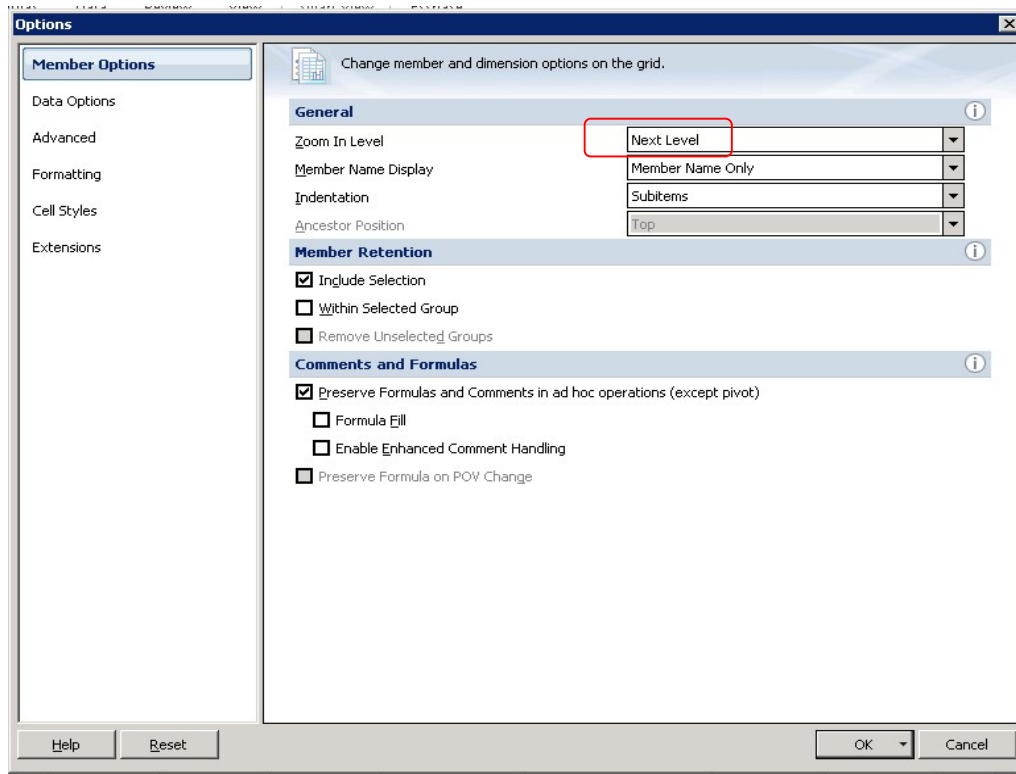 Options
Member Options
Data Options
Advanced
Formatting
Cell Styles
Extensions
Change member and dimension options on the grid.
General
Zoom In Level
Next Level
Member Name Display
Member Name Only
Indentation
Subitems
Ancestor Position
Top
Member Retention
Include Selection
Within Selected Group
Remove Unselected Groups
Comments and Formulas
Preserve Formulas and Comments in ad hoc operations (except pivot)
Formula Fill
Enable Enhanced Comment Handling
Preserve Formula on POV Change
Help
Reset
OK
Cancel